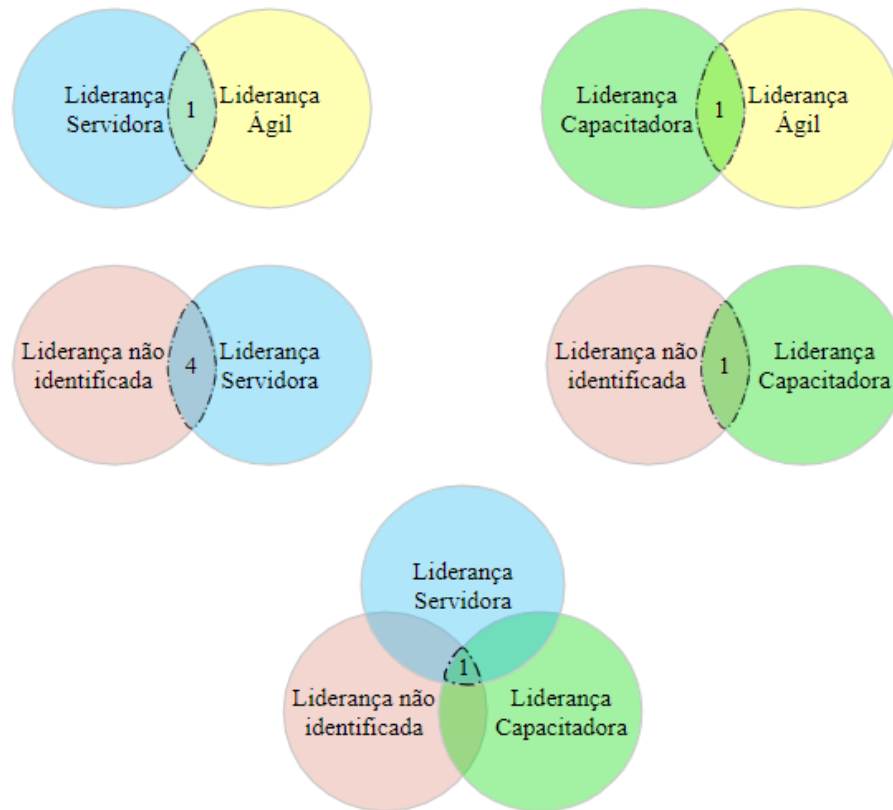 Liderança
Servidora
1
Liderança
Ágil
Liderança
Capacitadora
1
Liderança
Ágil
Liderança não
identificada
4
Liderança
Servidora
Liderança não
identificada
1
Liderança
Capacitadora
Liderança
Servidora
1
Liderança não
identificada
Liderança
Capacitadora